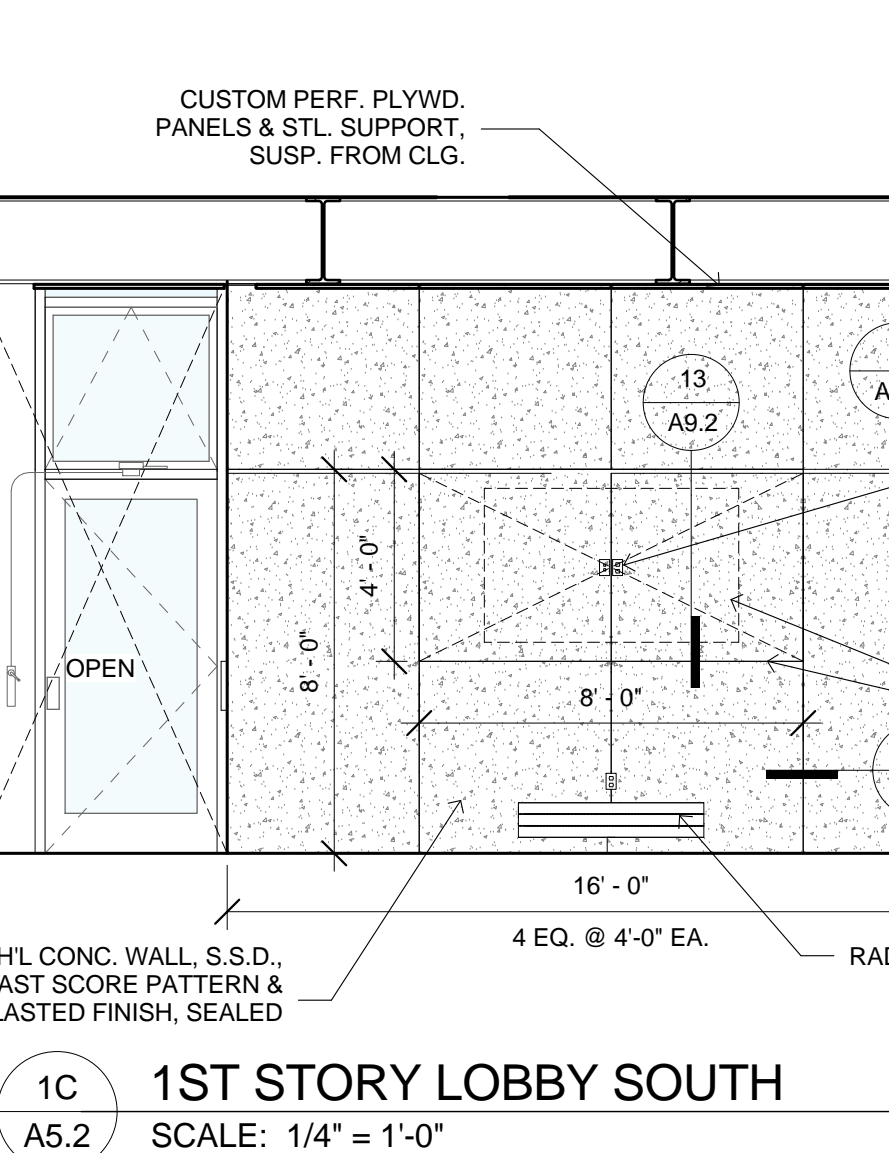 CUSTOM PERF. PLYWD.
PANELS & STL. SUPPORT,
SUSP. FROM CLG.
13
A9.2
A
4' - 0"
8' - 0"
OPEN
8' - 0"
16' - 0"
4 EQ. @ 4'-0" EA.
H'L CONC. WALL, S.S.D.,
AST SCORE PATTERN &
LASTED FINISH, SEALED
RAD
1C
A5.2
1ST STORY LOBBY SOUTH
SCALE: 1/4" = 1'-0"